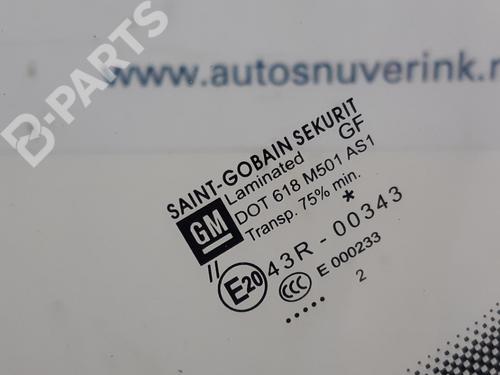 B-PARTS
www.autosnuverink.n
SAINT-GOBAIN SEKURIT
Laminated GF
DOT 618 M501 AS1
Transp. 75% min.
GM
// E20 43R - 00343
CCC E 000233
..... 2